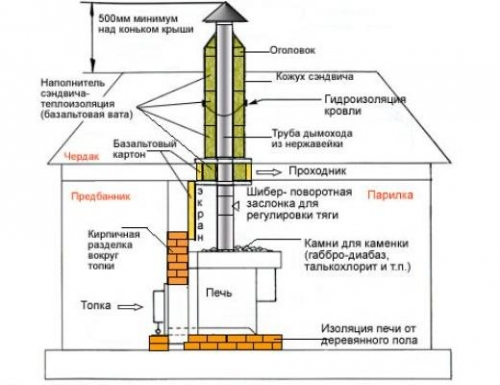 500мм минимум
над коньком крыши
Оголовок
Кожух сэндвича
Наполнитель
сэндвича-
теплоизоляция
(базальтовая вата)
Гидроизоляция
кровли
Труба дымохода
из нержавейки
Базальтовый
картон
Чердак
Проходник
Предбанник
экран
Шибер- поворотная
заслонка для
регулировки тяги
Парилка
Кирпичная
разделка
вокруг
топки
Камни для каменки
(габбро-диабаз,
талькохлорит и т.п.)
Печь
Топка
Изоляция печи от
деревянного пола